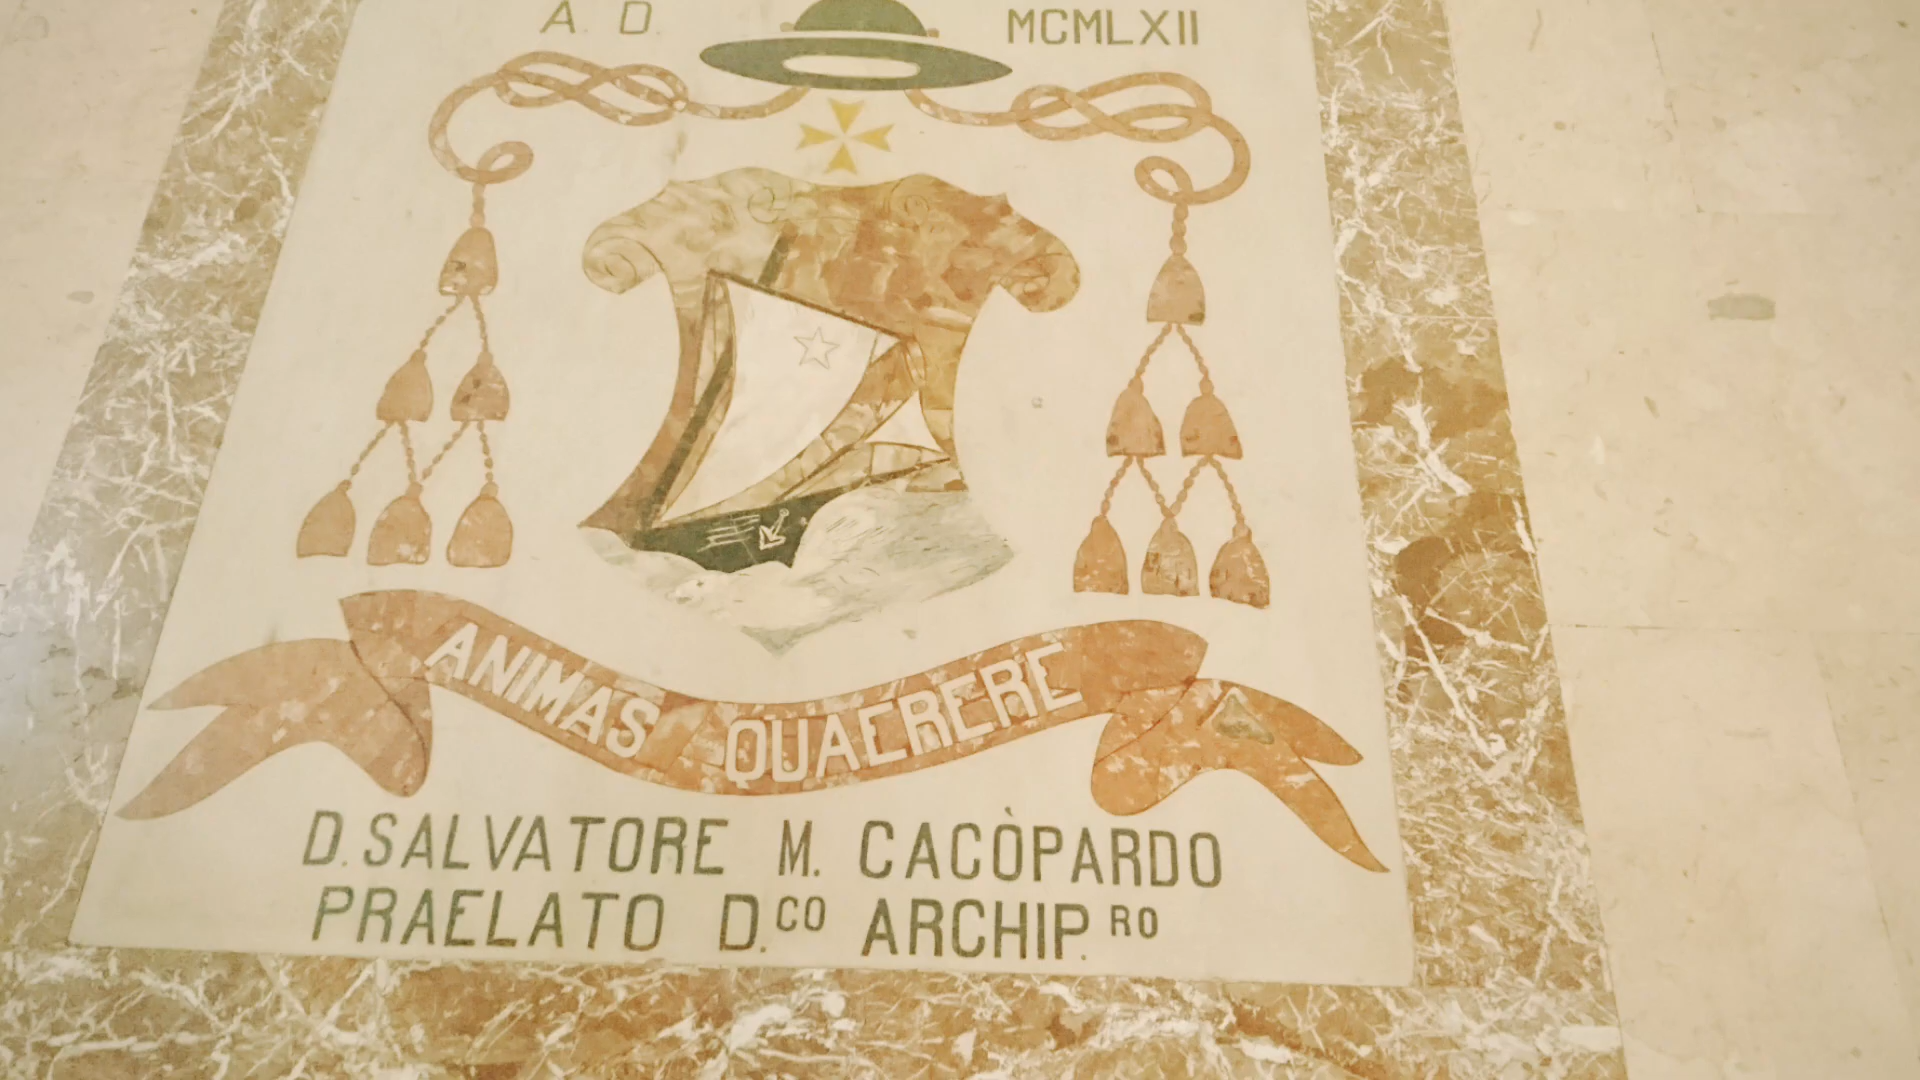 A. D. MCMLXII
ANIMAS QUAERERE
D. SALVATORE M. CACÒPARDO
PRAELATO D.CO ARCHIP.RO